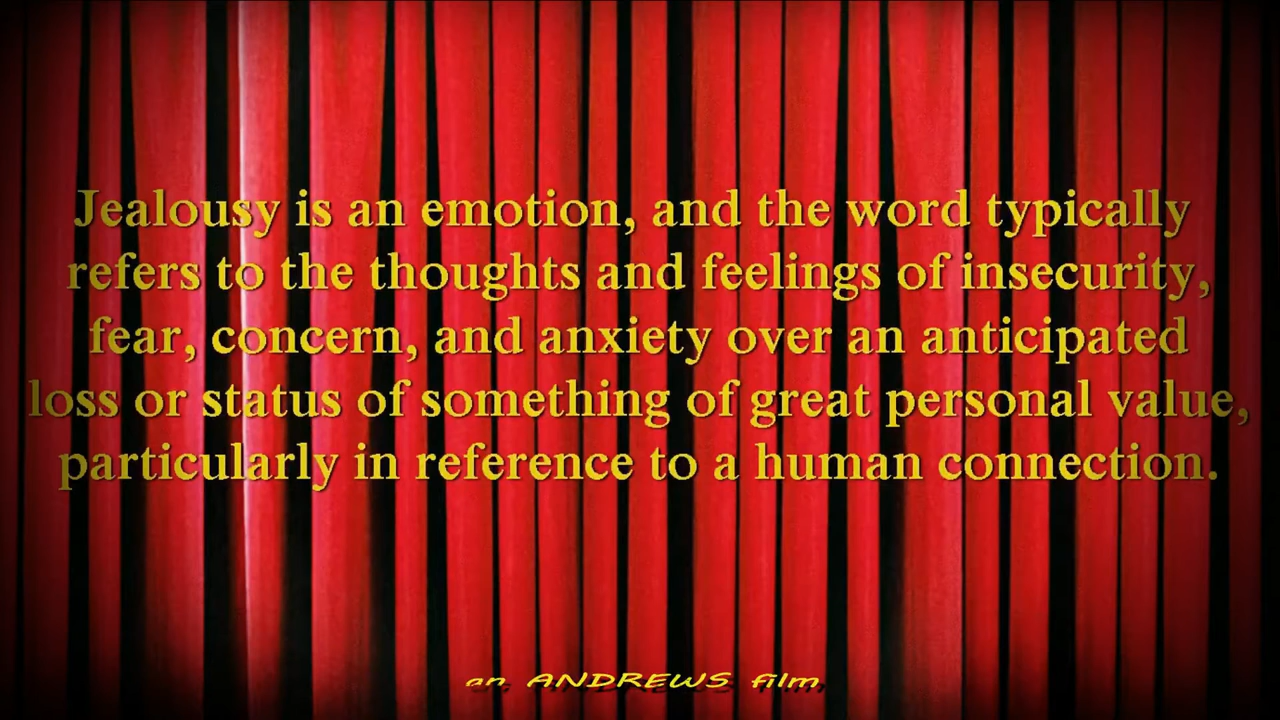 Jealousy is an emotion, and the word typically
refers to the thoughts and feelings of insecurity,
fear, concern, and anxiety over an anticipated
loss or status of something of great personal value,
particularly in reference to a human connection.
an ANDREWS film